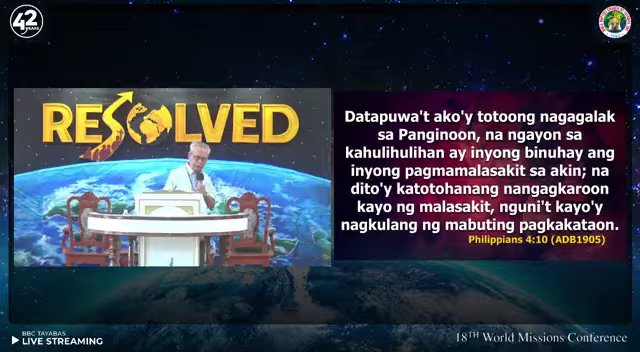 42
YEARS
RESOLVED
Datapuwa't ako'y totoong nagagalak
sa Panginoon, na ngayon sa
kahulihulihan ay inyong binuhay ang
inyong pagmamalasakit sa akin; na
dito'y katotohanang nangagkaroon
kayo ng malasakit, nguni't kayo'y
nagkulang ng mabuting pagkakataon.
Philippians 4:10 (ADB1905)
BBC TAYABAS
LIVE STREAMING
18TH World Missions Conference